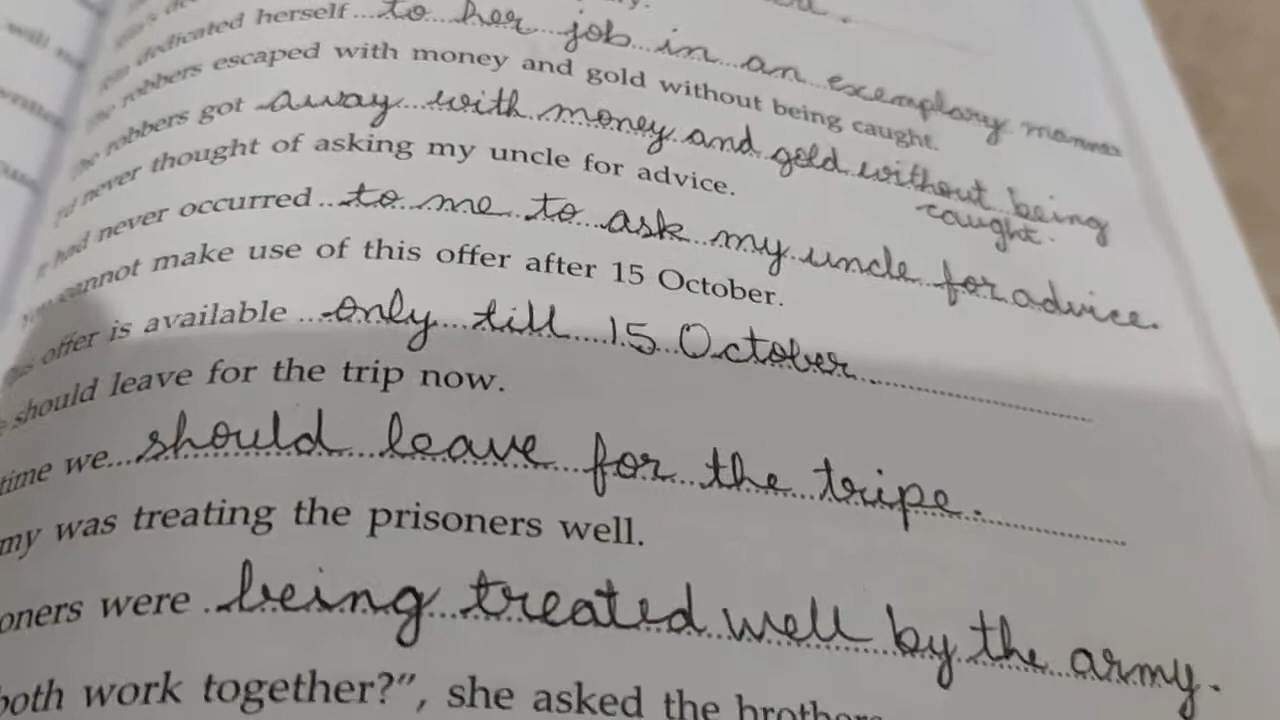 dedicated herself ... to her job in an exemplary manner
robbers escaped with money and gold without being caught.
robbers got away with money and gold without being caught.
never thought of asking my uncle for advice.
had never occurred ... to me to ask my uncle for advice.
cannot make use of this offer after 15 October.
offer is available ... only till 15 October
should leave for the trip now.
time we... should leave for the tripe.
my was treating the prisoners well.
oners were being treated well by the army.
both work together?", she asked the brothers